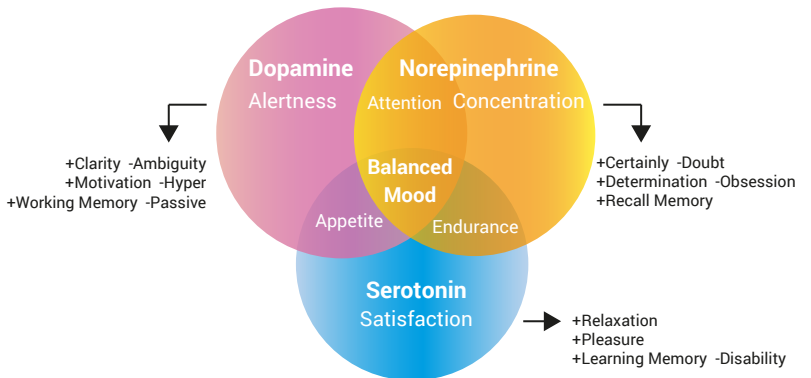 Dopamine
Alertness
Norepinephrine
Concentration
Attention
Balanced
Mood
Appetite
Endurance
Serotonin
Satisfaction
+Clarity -Ambiguity
+Motivation -Hyper
+Working Memory -Passive
+Certainly -Doubt
+Determination -Obsession
+Recall Memory
+Relaxation
+Pleasure
+Learning Memory -Disability